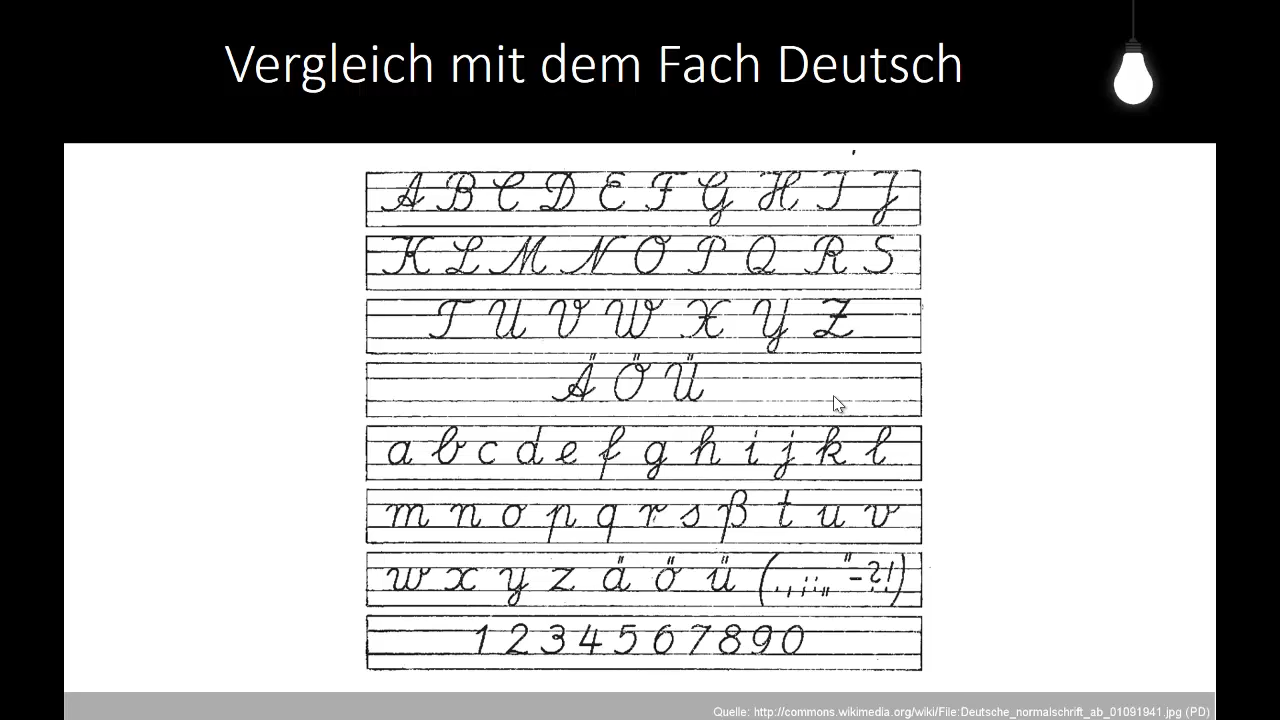 Vergleich mit dem Fach Deutsch
A B C D E F G H I J
K L M N O P Q R S
T U V W X Y Z
Ä Ö Ü
a b c d e f g h i j k l
m n o p q r s ß t u v
w x y z ä ö ü (., ; : „ " - ? !)
1 2 3 4 5 6 7 8 9 0
Quelle: http://commons.wikimedia.org/wiki/File:Deutsche_normalschrift_ab_01091941.jpg (PD)